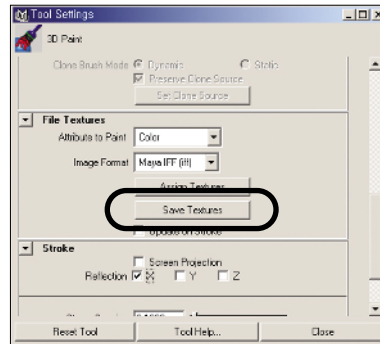 Tool Settings
3D Paint
Clone Brush Mode Dynamic Static
Preserve Clone Source
Set Clone Source
File Textures
Attribute to Paint Color
Image Format Maya IFF (iff)
Assign Textures
Save Textures
Update on Stroke
Stroke
Screen Projection
Reflection X Y Z
Reset Tool Tool Help... Close